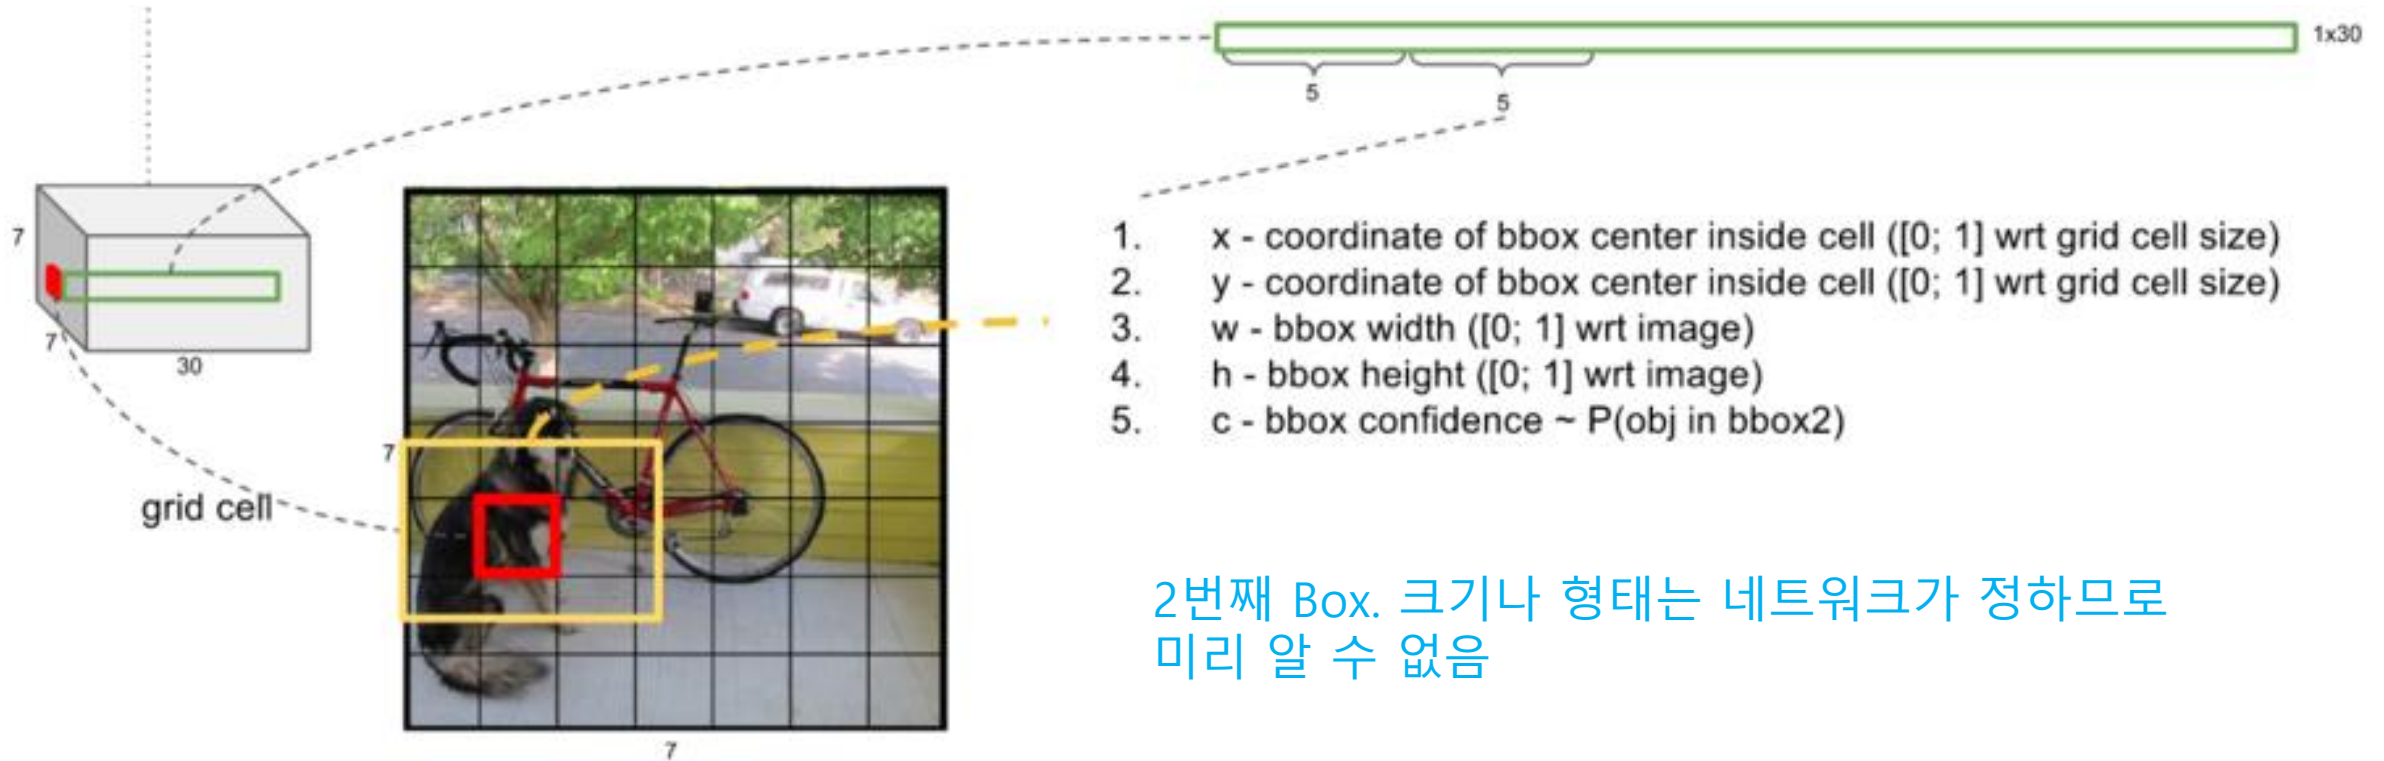 1x30
5
5
7
7
30
grid cell
7
7
1. x - coordinate of bbox center inside cell ([0; 1] wrt grid cell size)
2. y - coordinate of bbox center inside cell ([0; 1] wrt grid cell size)
3. w - bbox width ([0; 1] wrt image)
4. h - bbox height ([0; 1] wrt image)
5. c - bbox confidence ~ P(obj in bbox2)
2번째 Box. 크기나 형태는 네트워크가 정하므로
미리 알 수 없음